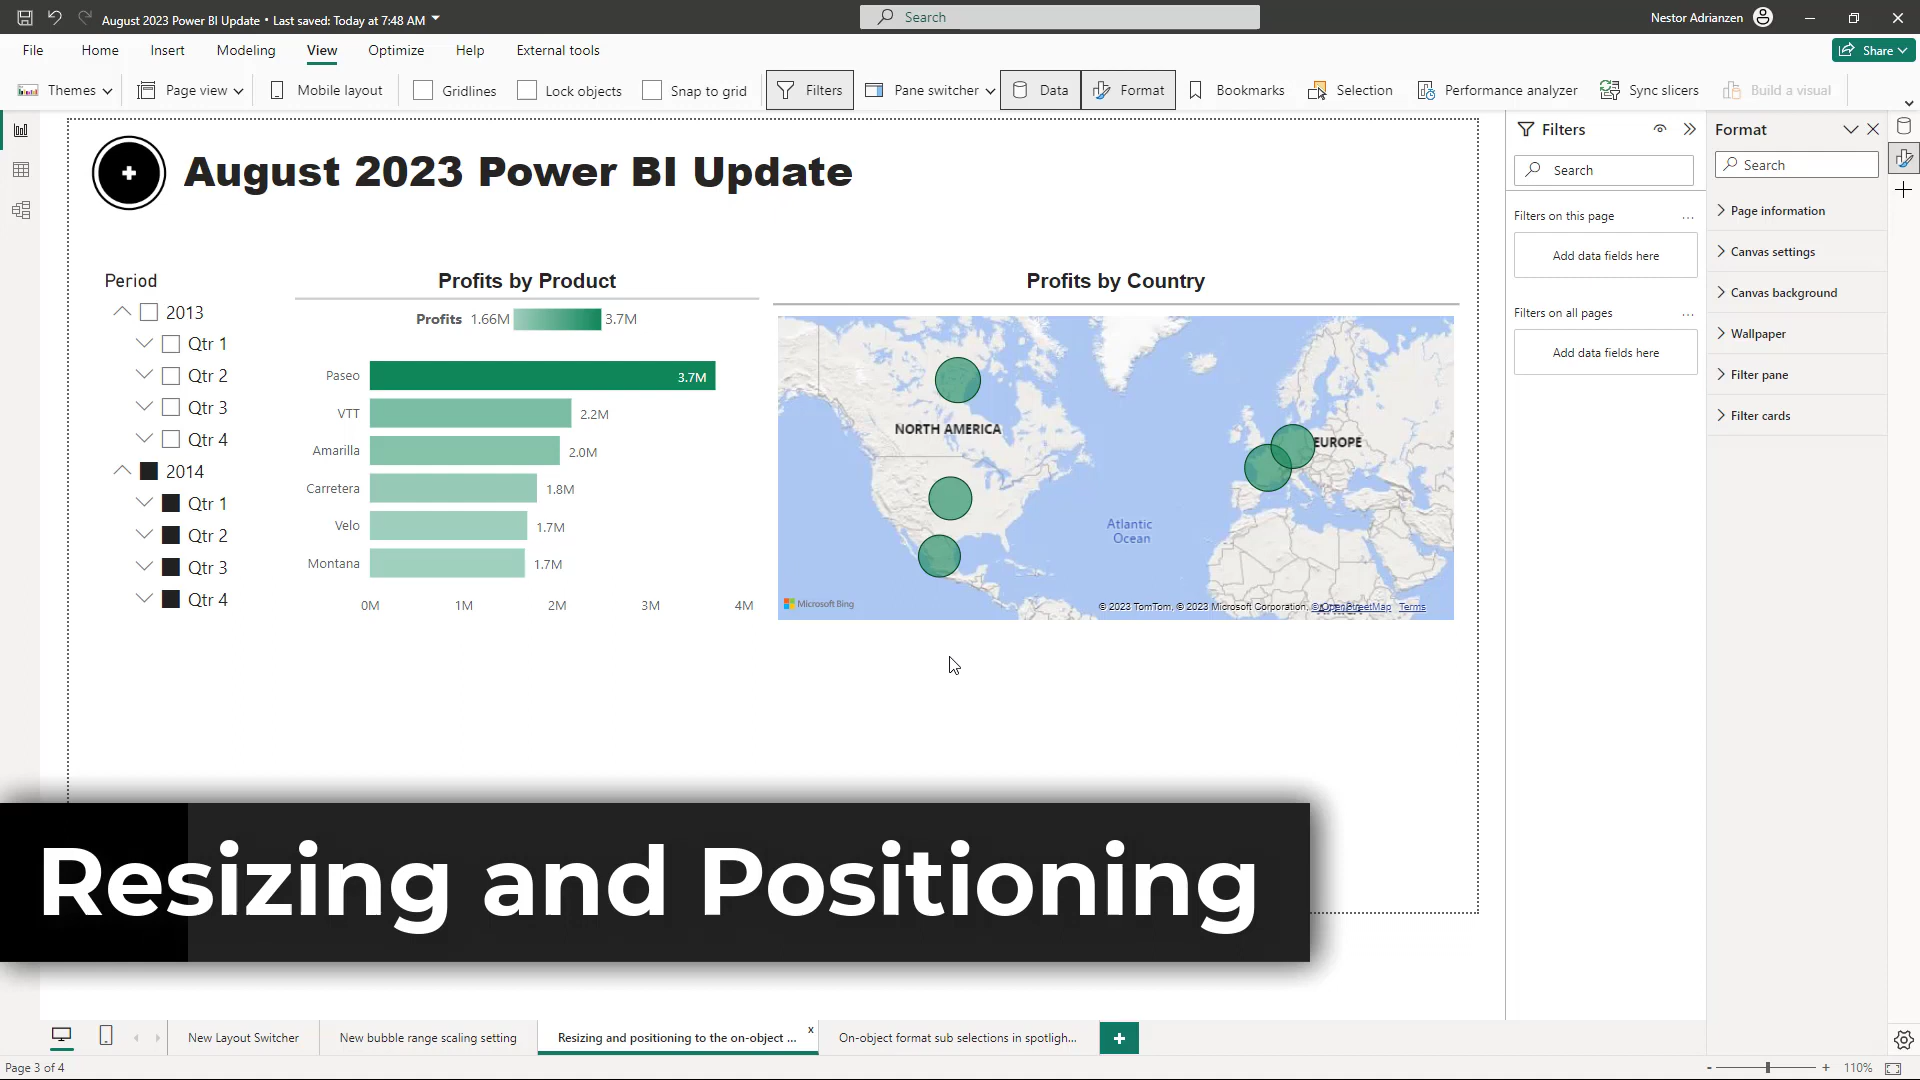 August 2023 Power BI Update • Last saved: Today at 7:48 AM
Search
Nestor Adrianzen
File
Home
Insert
Modeling
View
Optimize
Help
External tools
Share
Themes
Page view
Mobile layout
Gridlines
Lock objects
Snap to grid
Filters
Pane switcher
Data
Format
Bookmarks
Selection
Performance analyzer
Sync slicers
Build a visual
August 2023 Power BI Update
Period
2013
Qtr 1
Qtr 2
Qtr 3
Qtr 4
2014
Qtr 1
Qtr 2
Qtr 3
Qtr 4
Profits by Product
Profits 1.66M 3.7M
Paseo 3.7M
VTT 2.2M
Amarilla 2.0M
Carretera 1.8M
Velo 1.7M
Montana 1.7M
0M 1M 2M 3M 4M
Profits by Country
NORTH AMERICA
EUROPE
Atlantic
Ocean
Microsoft Bing
© 2023 TomTom, © 2023 Microsoft Corporation, © OpenStreetMap Terms
Filters
Search
Filters on this page ...
Add data fields here
Filters on all pages ...
Add data fields here
Format
Search
Page information
Canvas settings
Canvas background
Wallpaper
Filter pane
Filter cards
Resizing and Positioning
New Layout Switcher
New bubble range scaling setting
Resizing and positioning to the on-object ...
x
On-object format sub selections in spotligh...
+
Page 3 of 4
- + 110%